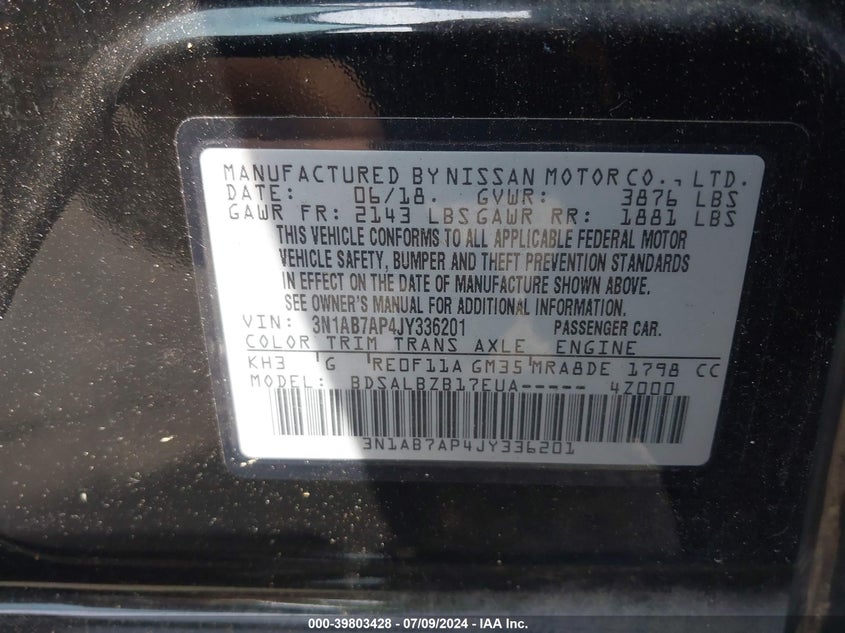 MANUFACTURED BY NISSAN MOTOR CO., LTD.
DATE: 06/18. GVWR: 3876 LBS
GAWR FR: 2143 LBS GAWR RR: 1881 LBS
THIS VEHICLE CONFORMS TO ALL APPLICABLE FEDERAL MOTOR
VEHICLE SAFETY, BUMPER AND THEFT PREVENTION STANDARDS
IN EFFECT ON THE DATE OF MANUFACTURE SHOWN ABOVE.
SEE OWNER'S MANUAL FOR ADDITIONAL INFORMATION.
VIN: 3N1AB7AP4JY336201 PASSENGER CAR.
COLOR TRIM TRANS AXLE ENGINE
KH3 G RE0F11A GM35 MRA8DE 1798 CC
MODEL: BDSALBZB17EUA----- 4Z000
3N1AB7AP4JY336201
000-39803428 - 07/09/2024 - IAA Inc.